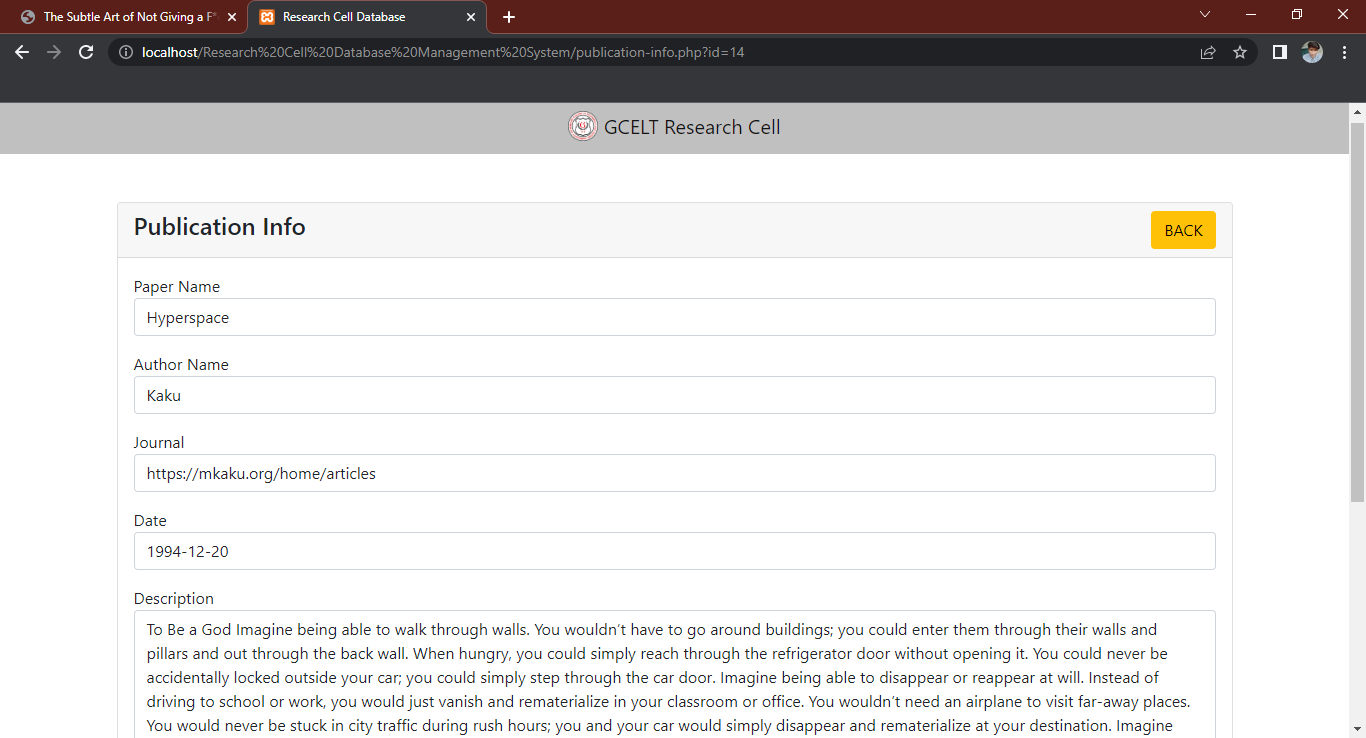 The Subtle Art of Not Giving a F*
Research Cell Database
localhost/Research%20Cell%20Database%20Management%20System/publication-info.php?id=14
GCELT Research Cell
Publication Info
BACK
Paper Name
Hyperspace
Author Name
Kaku
Journal
https://mkaku.org/home/articles
Date
1994-12-20
Description
To Be a God Imagine being able to walk through walls. You wouldn’t have to go around buildings; you could enter them through their walls and
pillars and out through the back wall. When hungry, you could simply reach through the refrigerator door without opening it. You could never be
accidentally locked outside your car; you could simply step through the car door. Imagine being able to disappear or reappear at will. Instead of
driving to school or work, you would just vanish and rematerialize in your classroom or office. You wouldn’t need an airplane to visit far-away places.
You would never be stuck in city traffic during rush hours; you and your car would simply disappear and rematerialize at your destination. Imagine